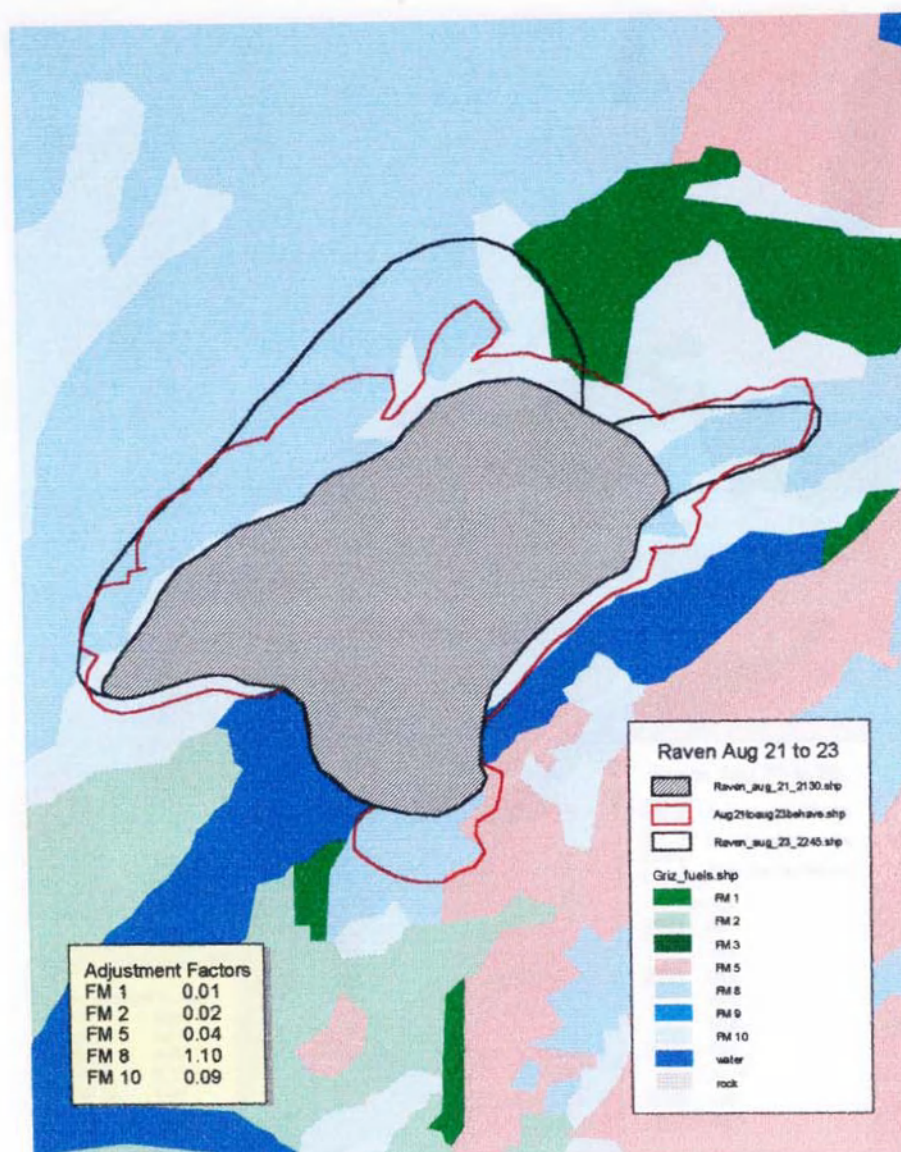 Raven Aug 21 to 23
Raven_aug_21_2130.shp
Aug21toaug23behave.shp
Raven_aug_23_2245.shp
Griz_fuels.shp
FM 1
FM 2
FM 3
FM 5
FM 8
FM 9
FM 10
water
rock
Adjustment Factors
FM 1 0.01
FM 2 0.02
FM 5 0.04
FM 8 1.10
FM 10 0.09